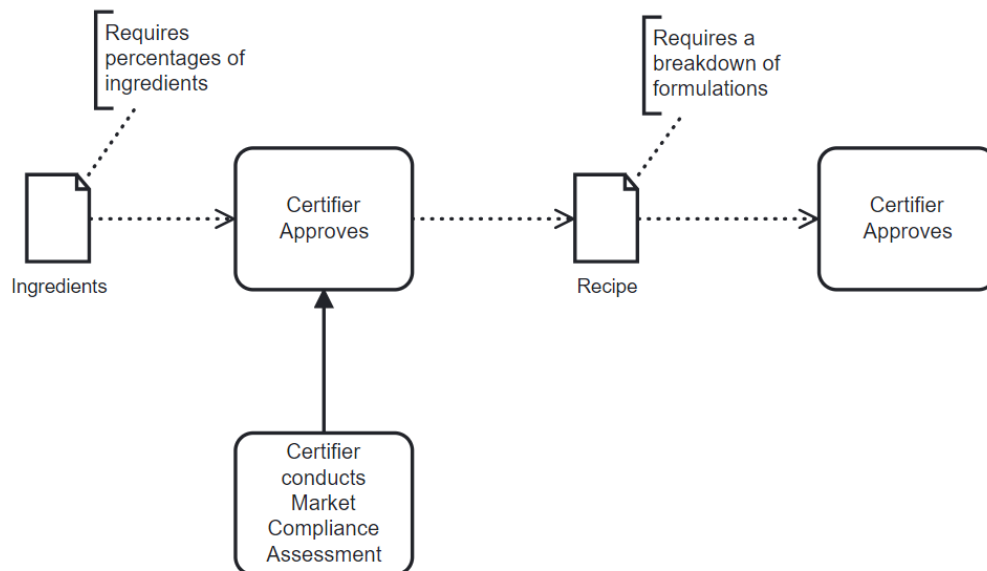 Requires
percentages of
ingredients
Requires a
breakdown of
formulations
Certifier
Approves
Certifier
Approves
Ingredients
Recipe
Certifier
conducts
Market
Compliance
Assessment